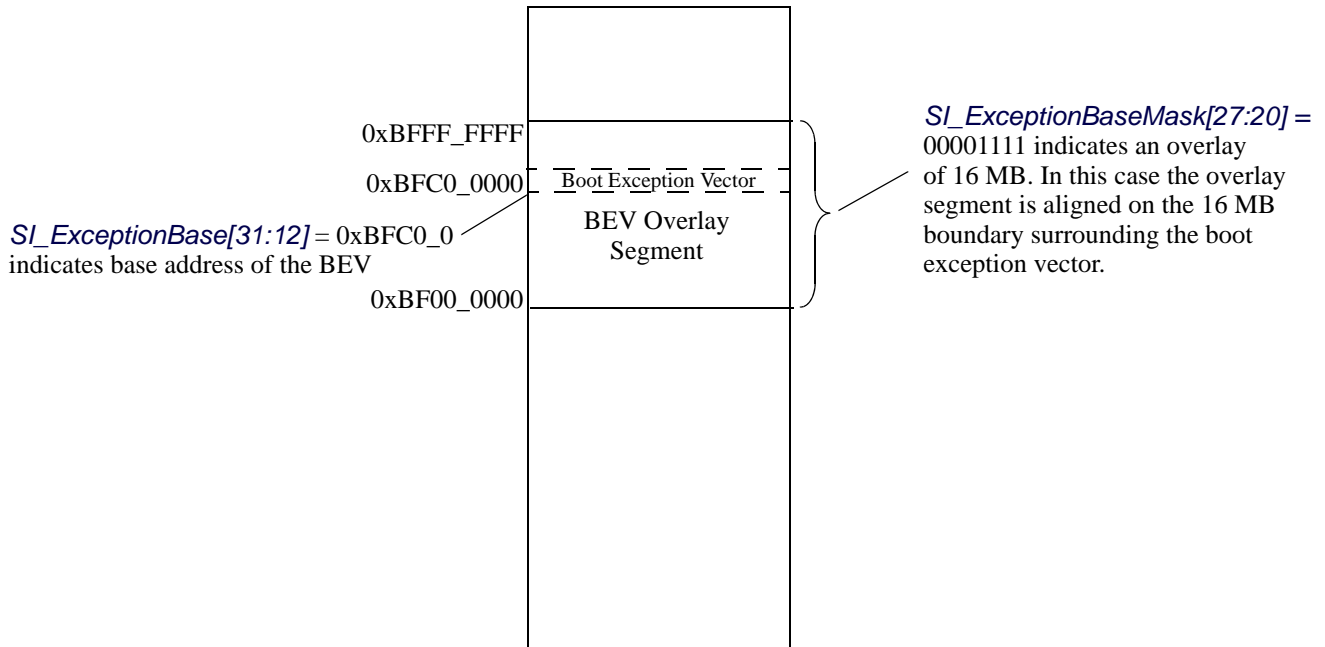 0xBFFF_FFFF
0xBFC0_0000
Boot Exception Vector
SI_ExceptionBase[31:12] = 0xBFC0_0
indicates base address of the BEV
BEV Overlay
Segment
0xBF00_0000
SI_ExceptionBaseMask[27:20] =
00001111 indicates an overlay
of 16 MB. In this case the overlay
segment is aligned on the 16 MB
boundary surrounding the boot
exception vector.